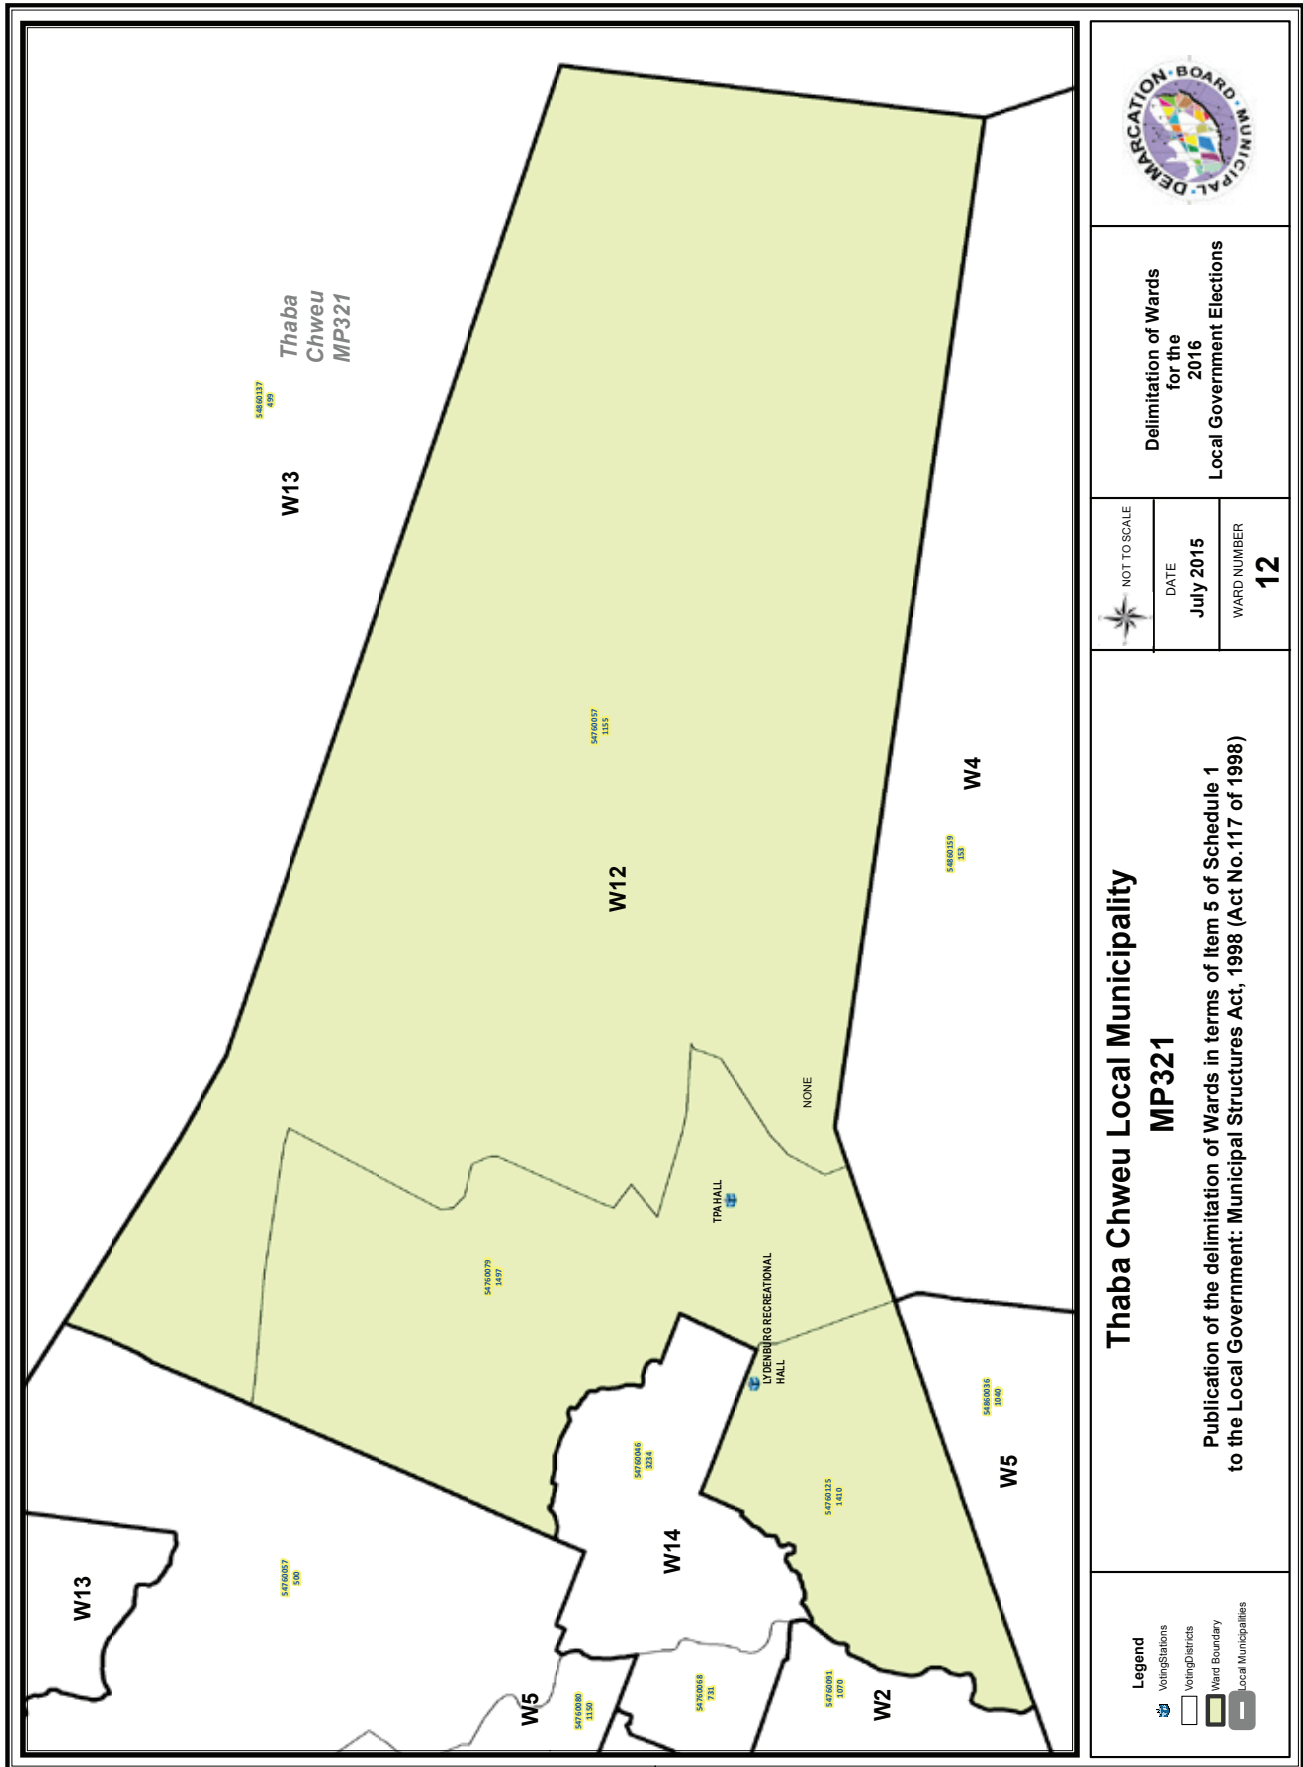 Thaba
Chweu
MP321
54860137
499
W13
54760057
1155
W12
W4
54860159
153
NONE
TPA HALL
LYDENBURG RECREATIONAL
HALL
54760079
1497
54760046
3234
W14
54760125
1410
54860036
1040
W5
W13
54760057
500
W5
54760080
1150
54760068
731
54760091
1070
W2
Legend
VotingStations
VotingDistricts
Ward Boundary
Local Municipalities
Thaba Chweu Local Municipality
MP321
Publication of the delimitation of Wards in terms of Item 5 of Schedule 1
to the Local Government: Municipal Structures Act, 1998 (Act No.117 of 1998)
NOT TO SCALE
DATE
July 2015
WARD NUMBER
12
Delimitation of Wards
for the
2016
Local Government Elections
MUNICIPAL · DEMARCATION · BOARD